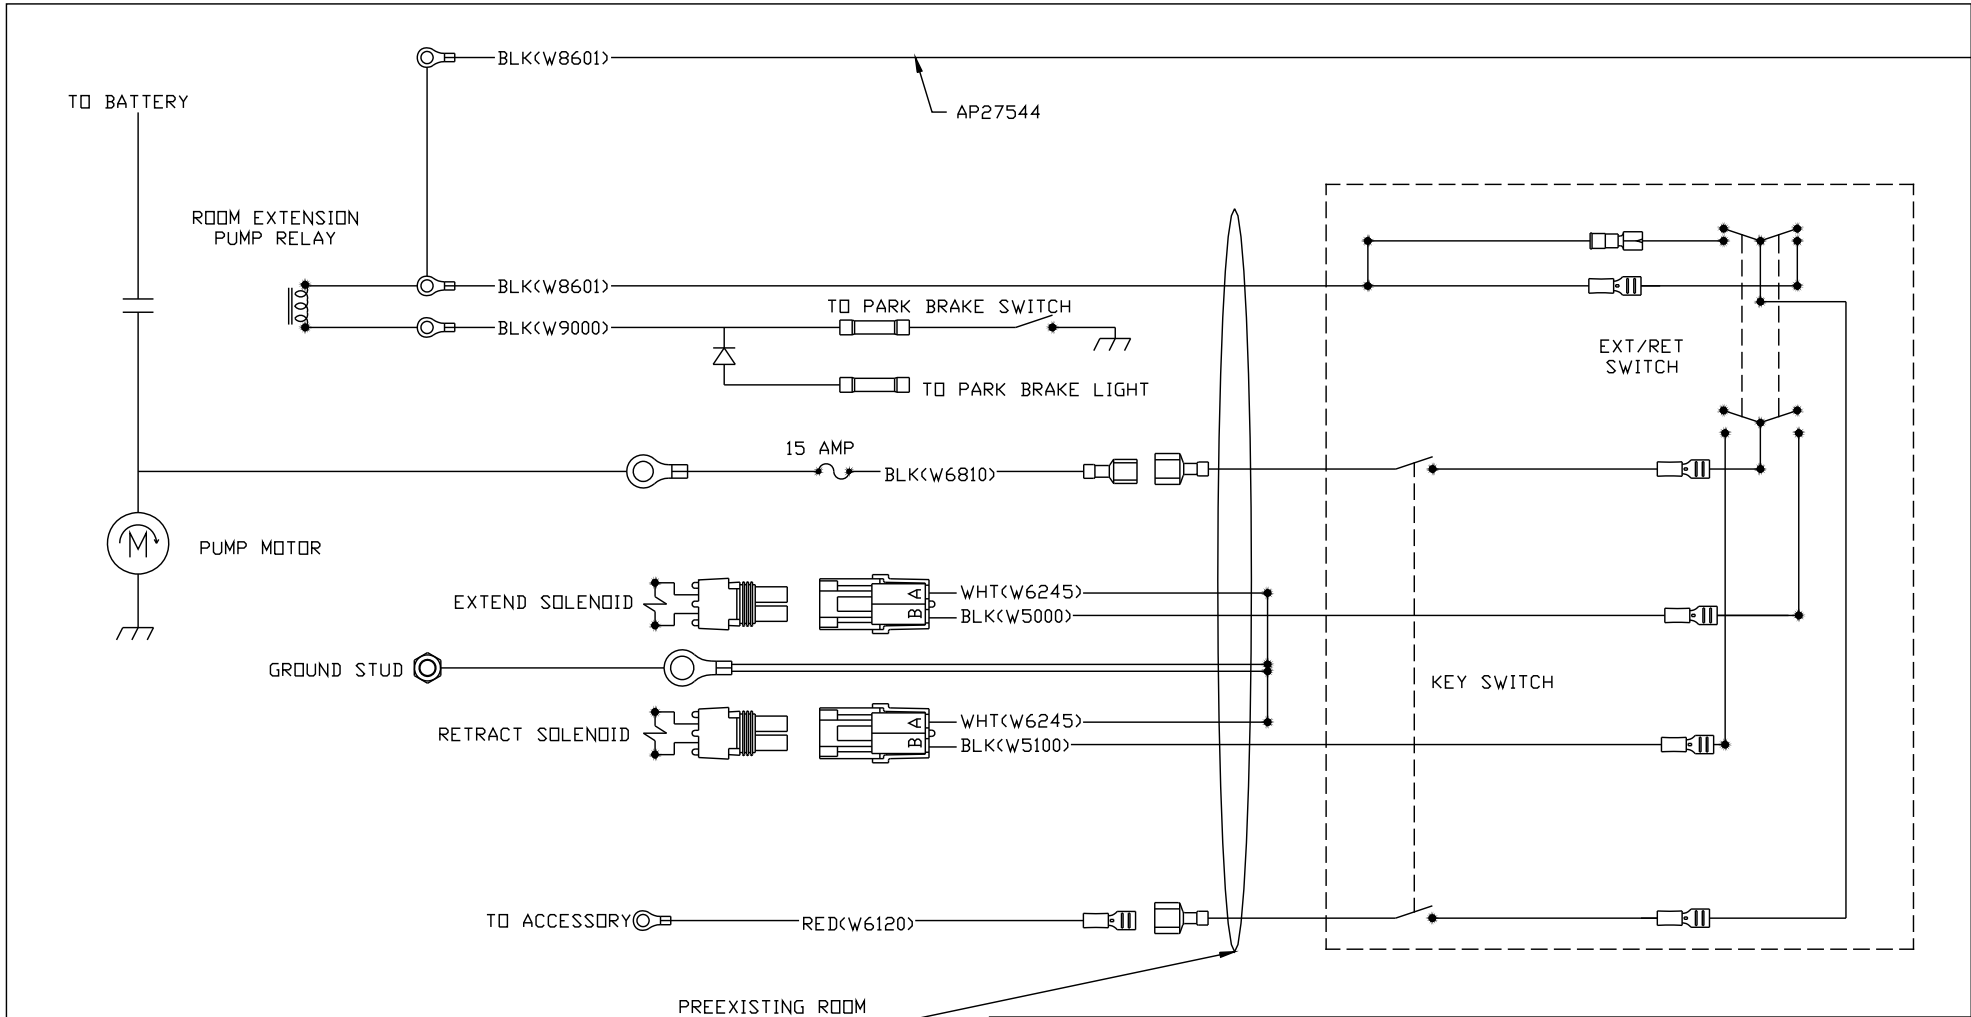 BLK(W8601)
TO BATTERY
AP27544
ROOM EXTENSION
PUMP RELAY
BLK(W8601)
TO PARK BRAKE SWITCH
BLK(W9000)
EXT/RET
SWITCH
TO PARK BRAKE LIGHT
15 AMP
BLK(W6810)
M
PUMP MOTOR
EXTEND SOLENOID
A
B
WHT(W6245)
BLK(W5000)
GROUND STUD
KEY SWITCH
RETRACT SOLENOID
A
B
WHT(W6245)
BLK(W5100)
TO ACCESSORY
RED(W6120)
PREEXISTING ROOM